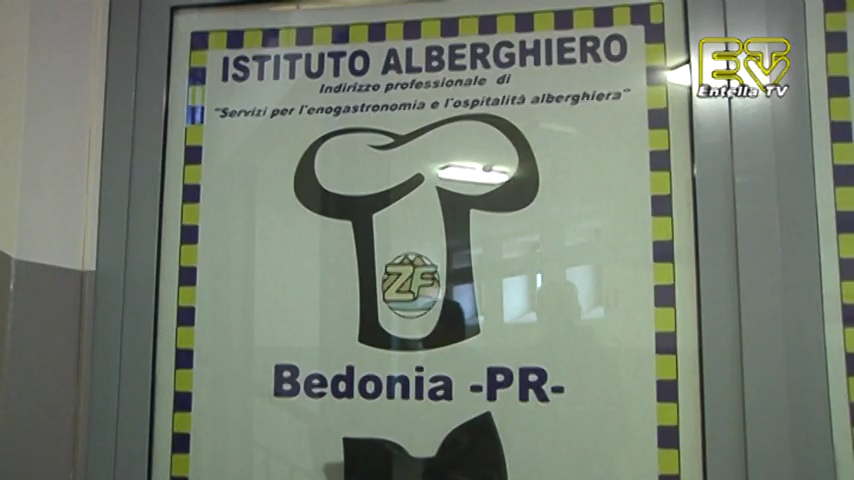 ISTITUTO ALBERGHIERO
Indirizzo professionale di
"Servizi per l'enogastronomia e l'ospitalità alberghiera"
ZF
Bedonia -PR-
ETV
Entella TV